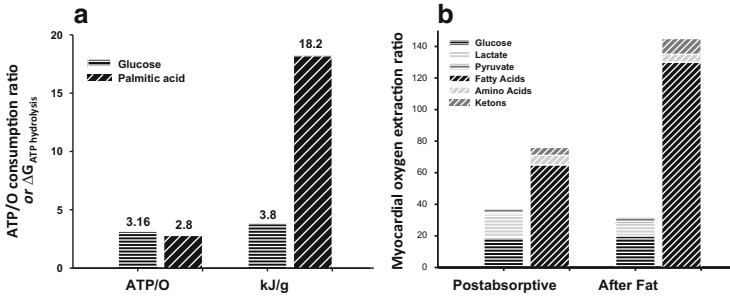 a
ATP/O consumption ratio
or ΔG ATP hydrolysis
20
15
10
5
0
Glucose
Palmitic acid
3.16
2.8
3.8
18.2
ATP/O
kJ/g
b
Myocardial oxygen extraction ratio
140
120
100
80
60
40
20
0
Glucose
Lactate
Pyruvate
Fatty Acids
Amino Acids
Ketons
Postabsorptive
After Fat